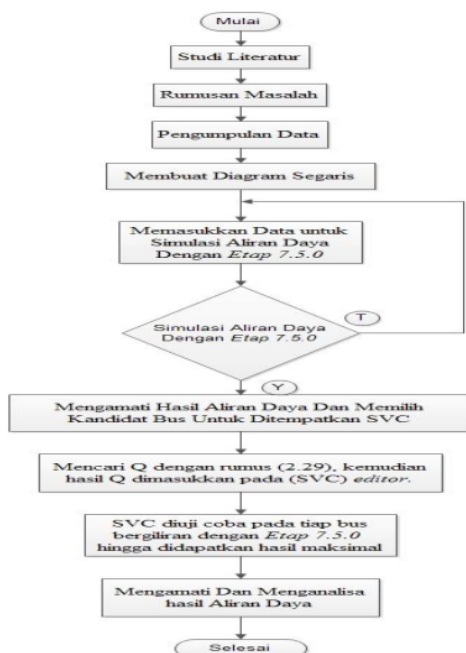 Mulai
Studi Literatur
Rumusan Masalah
Pengumpulan Data
Membuat Diagram Segaris
Memasukkan Data untuk
Simulasi Aliran Daya
Dengan Etap 7.5.0
T
Simulasi Aliran Daya
Dengan Etap 7.5.0
Y
Mengamati Hasil Aliran Daya Dan Memilih
Kandidat Bus Untuk Ditempatkan SVC
Mencari Q dengan rumus (2.29), kemudian
hasil Q dimasukkan pada (SVC) editor.
SVC diuji coba pada tiap bus
bergiliran dengan Etap 7.5.0
hingga didapatkan hasil maksimal
Mengamati Dan Menganalisa
hasil Aliran Daya
Selesai